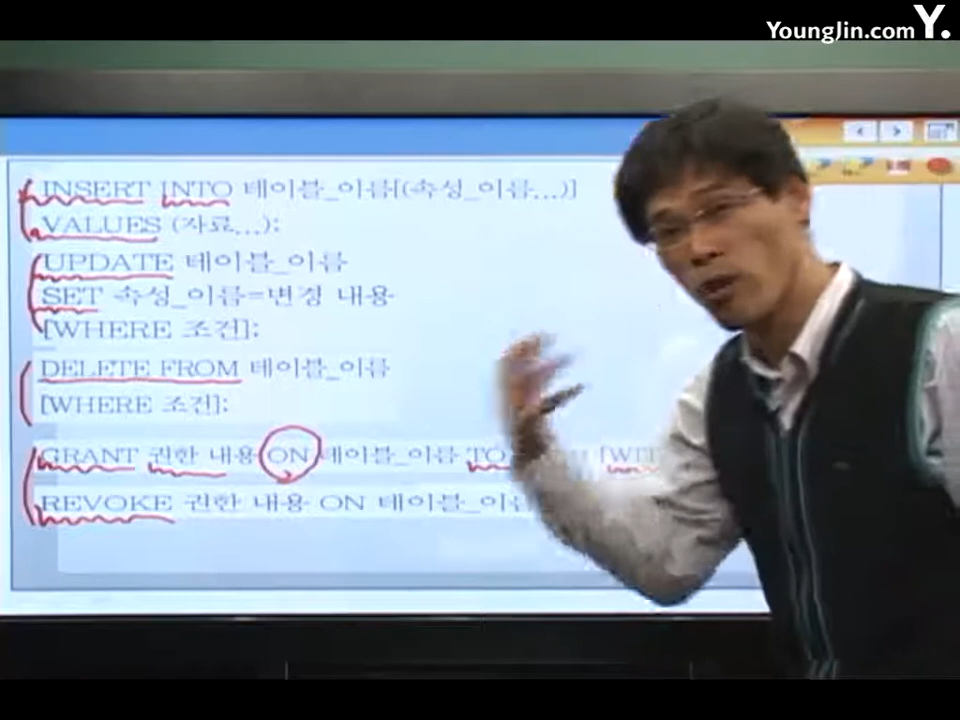 YoungJin.com Y.
INSERT INTO 테이블_이름[(속성_이름...)]
VALUES (자료...);
UPDATE 테이블_이름
SET 속성_이름=변경 내용
[WHERE 조건];
DELETE FROM 테이블_이름
[WHERE 조건];
GRANT 권한 내용 ON 테이블_이름 TO [WIT
REVOKE 권한 내용 ON 테이블_이